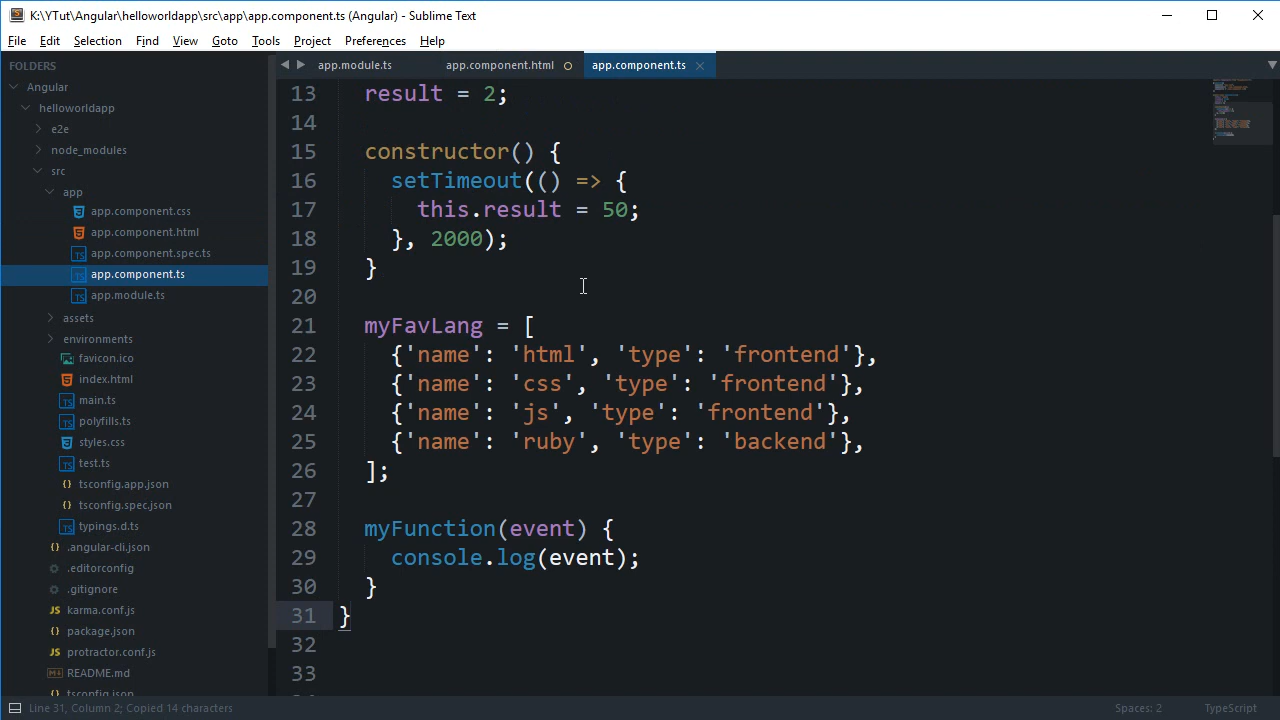 K:\YTut\Angular\helloworldapp\src\app\app.component.ts (Angular) - Sublime Text
File Edit Selection Find View Goto Tools Project Preferences Help
FOLDERS
Angular
helloworldapp
e2e
node_modules
src
app
app.component.css
app.component.html
app.component.spec.ts
app.component.ts
app.module.ts
assets
environments
favicon.ico
index.html
main.ts
polyfills.ts
styles.css
test.ts
tsconfig.app.json
tsconfig.spec.json
typings.d.ts
.angular-cli.json
.editorconfig
.gitignore
karma.conf.js
package.json
protractor.conf.js
README.md
tsconfig.json
app.module.ts app.component.html app.component.ts
13 result = 2;
14
15 constructor() {
16 setTimeout(() => {
17 this.result = 50;
18 }, 2000);
19 }
20
21 myFavLang = [
22 {'name': 'html', 'type': 'frontend'},
23 {'name': 'css', 'type': 'frontend'},
24 {'name': 'js', 'type': 'frontend'},
25 {'name': 'ruby', 'type': 'backend'},
26 ];
27
28 myFunction(event) {
29 console.log(event);
30 }
31 }
32
33
Line 31, Column 2; Copied 14 characters
Spaces: 2 TypeScript